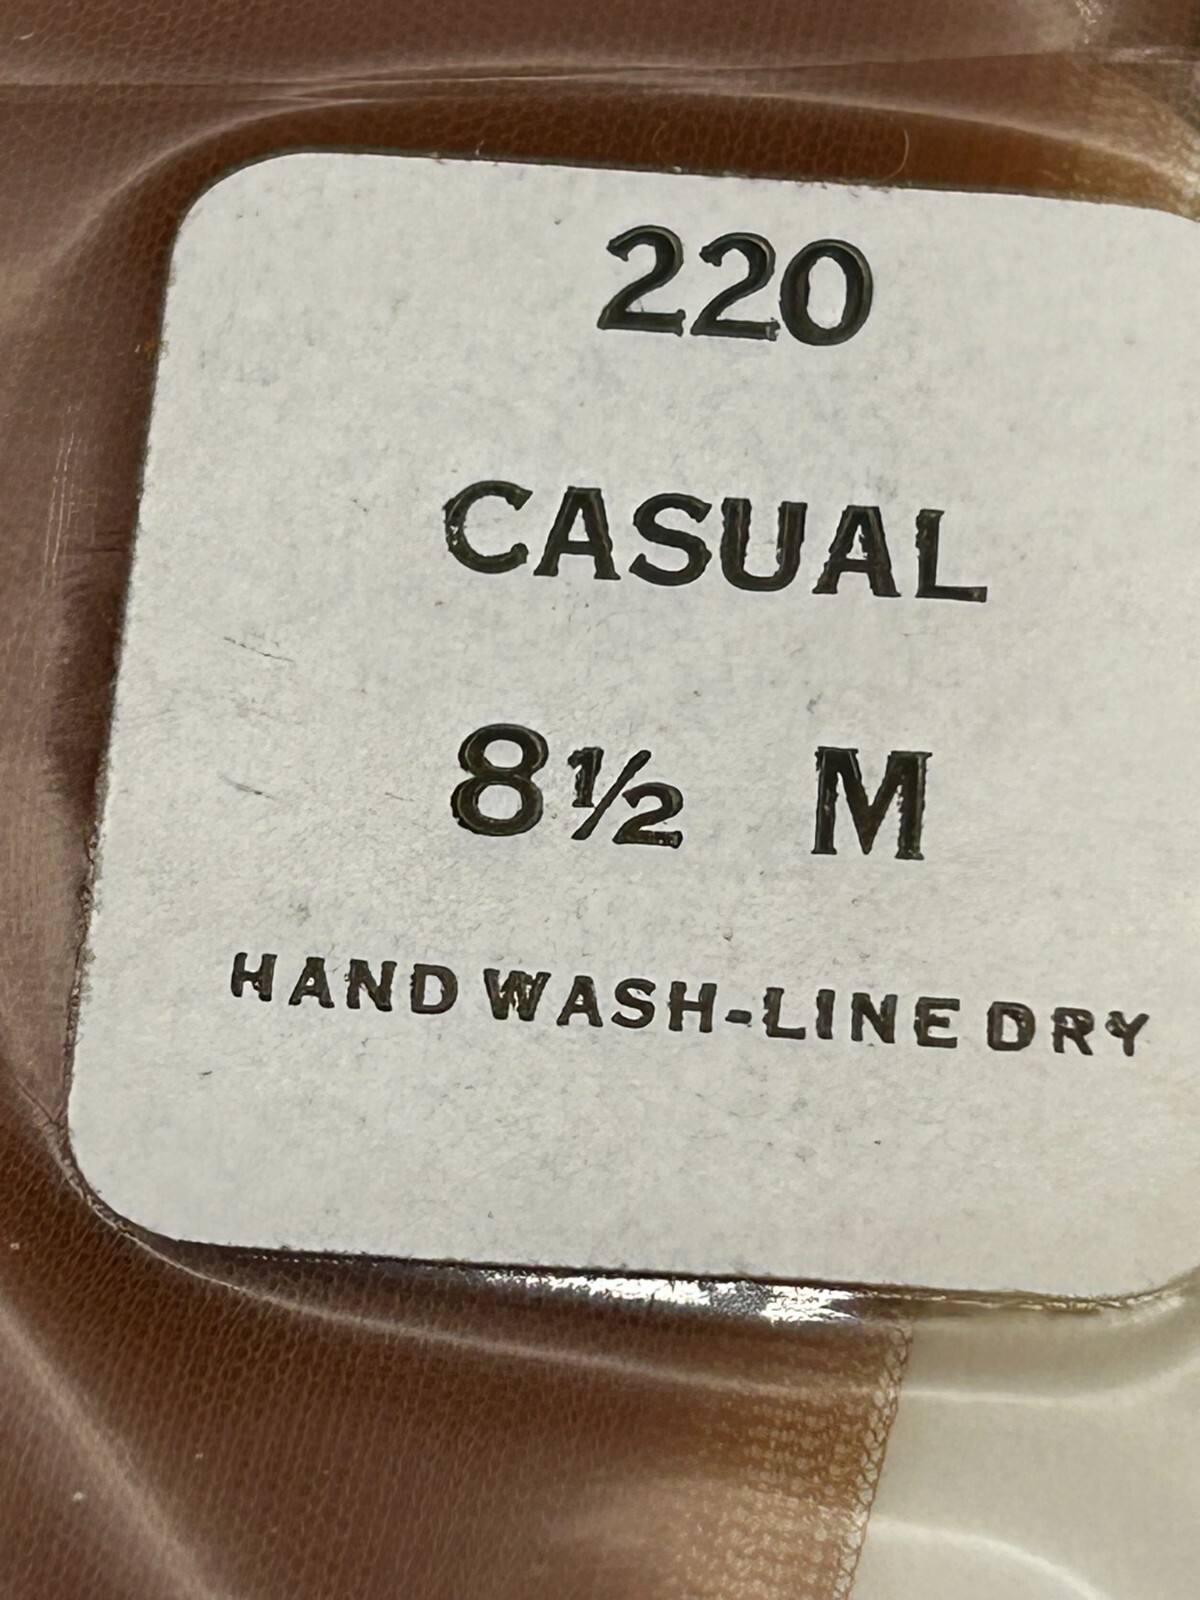 220
CASUAL
8½ M
HAND WASH-LINE DRY